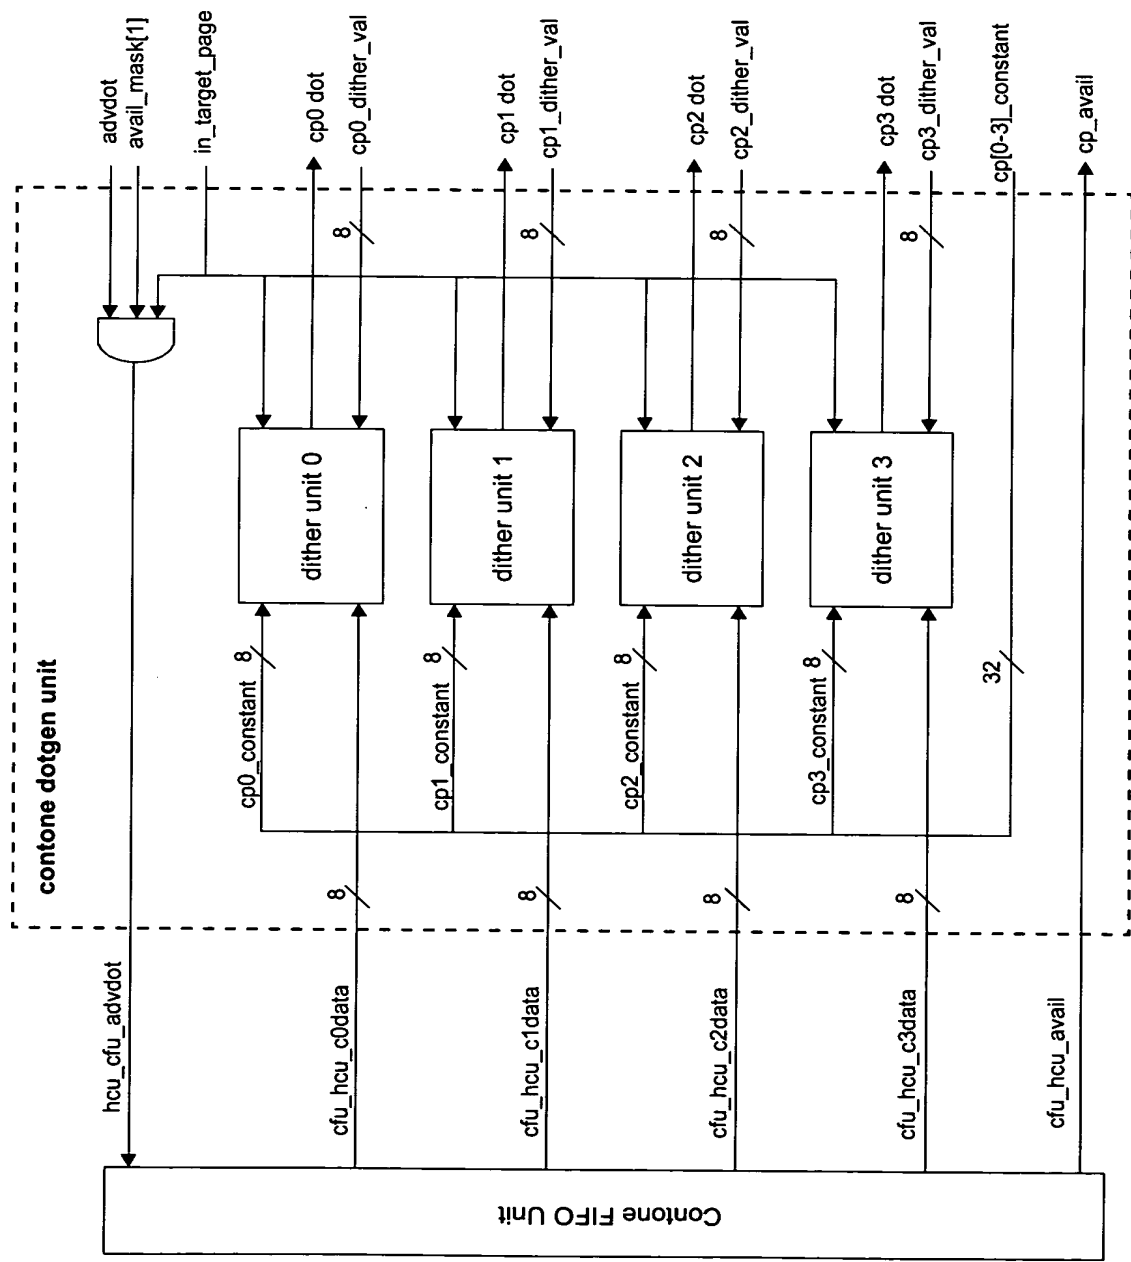 contone dotgen unit
Contone FIFO Unit
hcu_cfu_advdot
advdot
avail_mask[1]
in_target_page
cp0_constant
8
cfu_hcu_c0data
8
dither unit 0
cp0 dot
8
cp0_dither_val
cp1_constant
8
cfu_hcu_c1data
8
dither unit 1
cp1 dot
8
cp1_dither_val
cp2_constant
8
cfu_hcu_c2data
8
dither unit 2
cp2 dot
8
cp2_dither_val
cp3_constant
8
cfu_hcu_c3data
8
dither unit 3
cp3 dot
8
cp3_dither_val
32
cp[0-3]_constant
cfu_hcu_avail
cp_avail